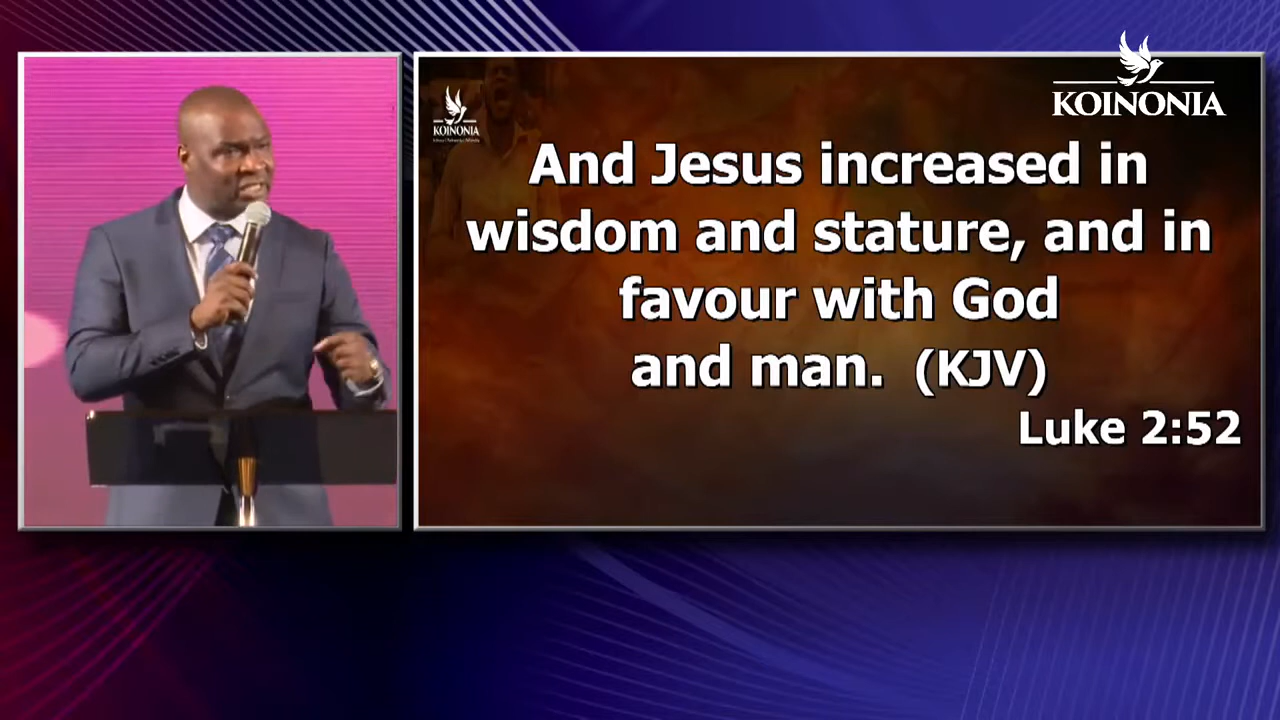 KOINONIA
KOINONIA
And Jesus increased in
wisdom and stature, and in
favour with God
and man. (KJV)
Luke 2:52